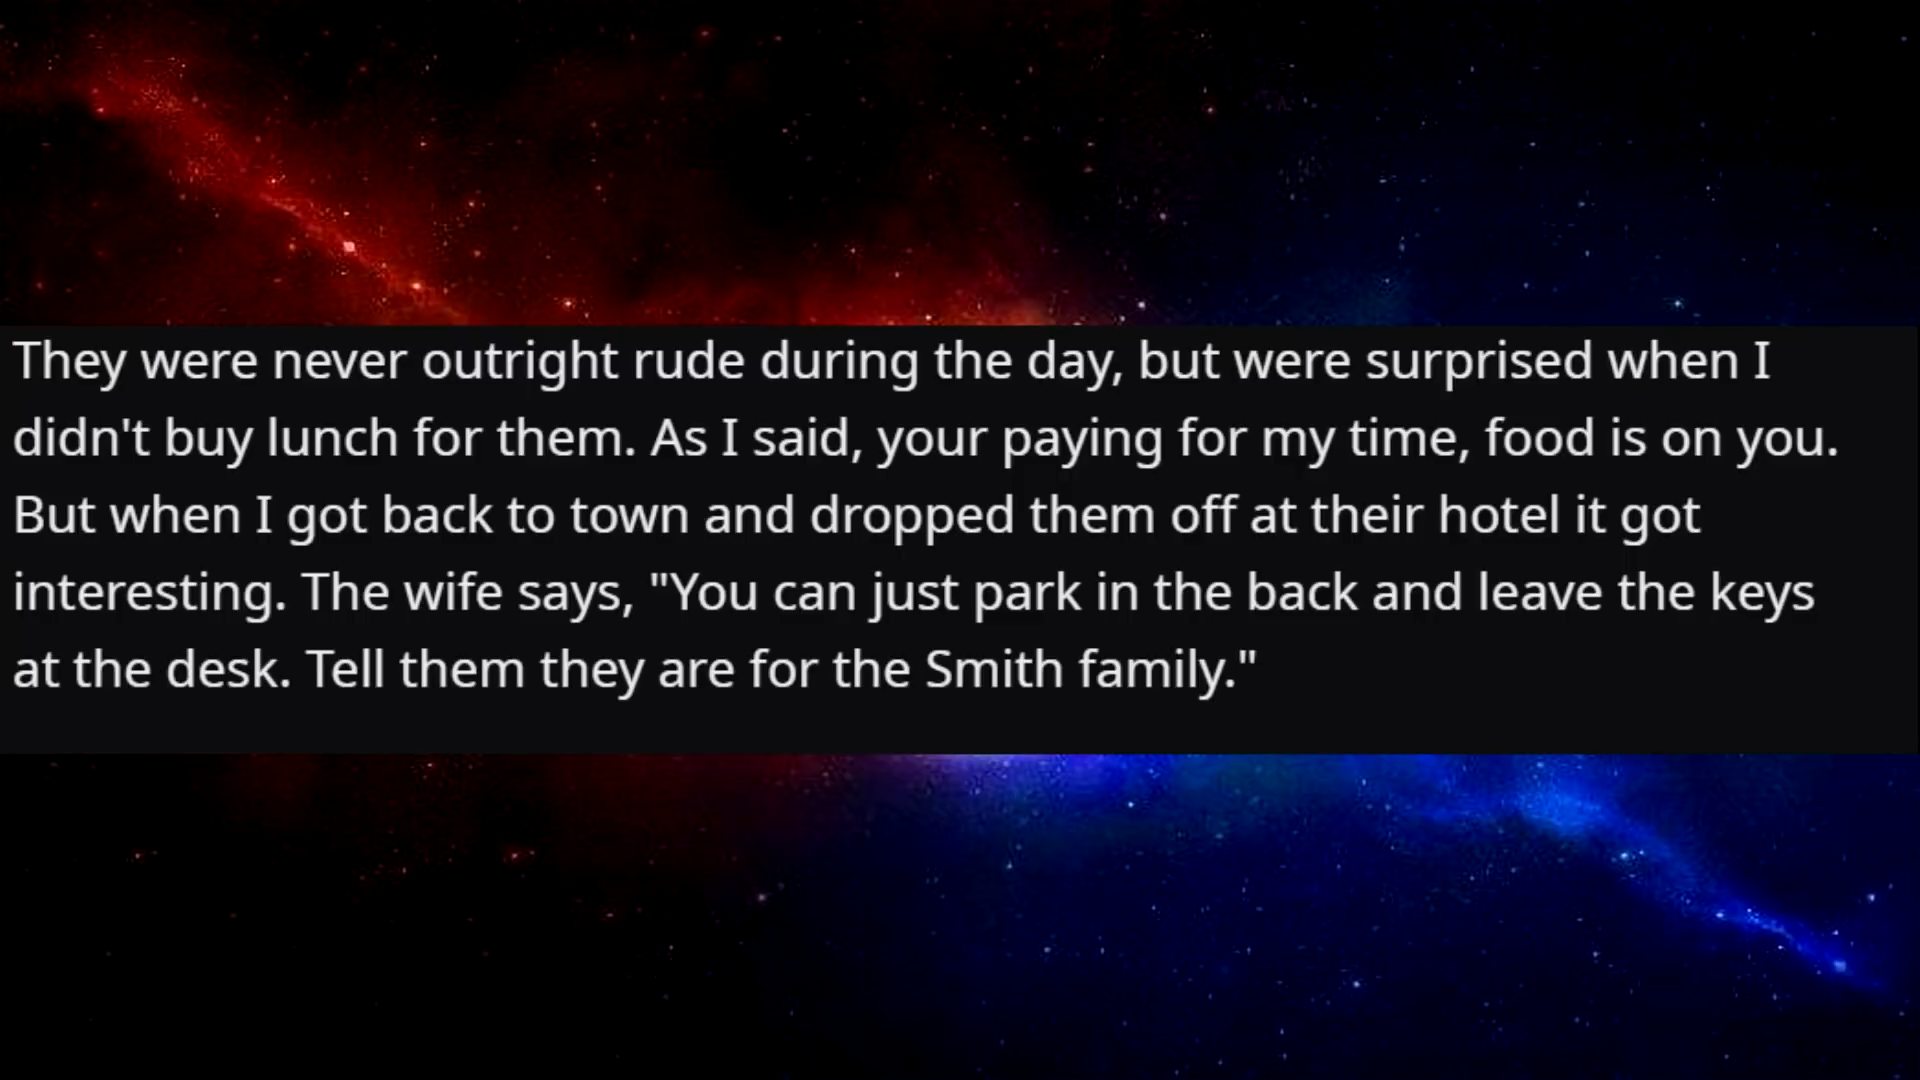 They were never outright rude during the day, but were surprised when I
didn't buy lunch for them. As I said, your paying for my time, food is on you.
But when I got back to town and dropped them off at their hotel it got
interesting. The wife says, "You can just park in the back and leave the keys
at the desk. Tell them they are for the Smith family."